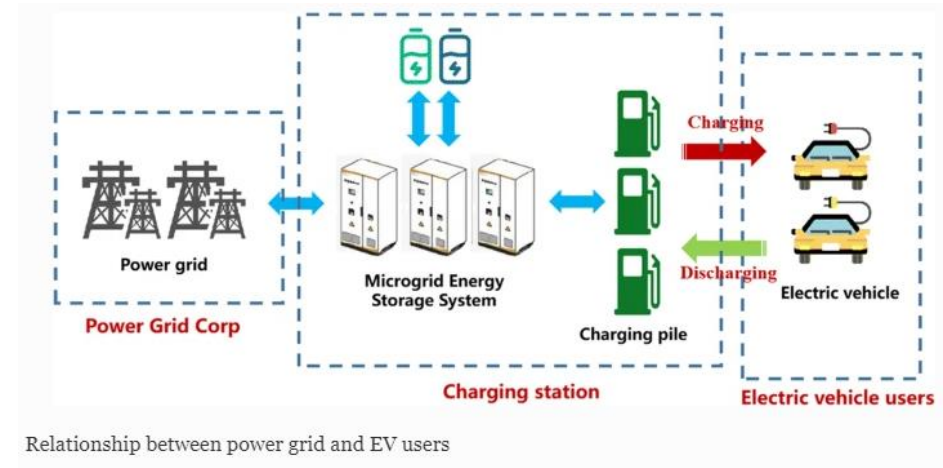 Charging
Power grid
Microgrid Energy
Storage System
Discharging
Electric vehicle
Power Grid Corp
Charging pile
Charging station
Electric vehicle users
Relationship between power grid and EV users